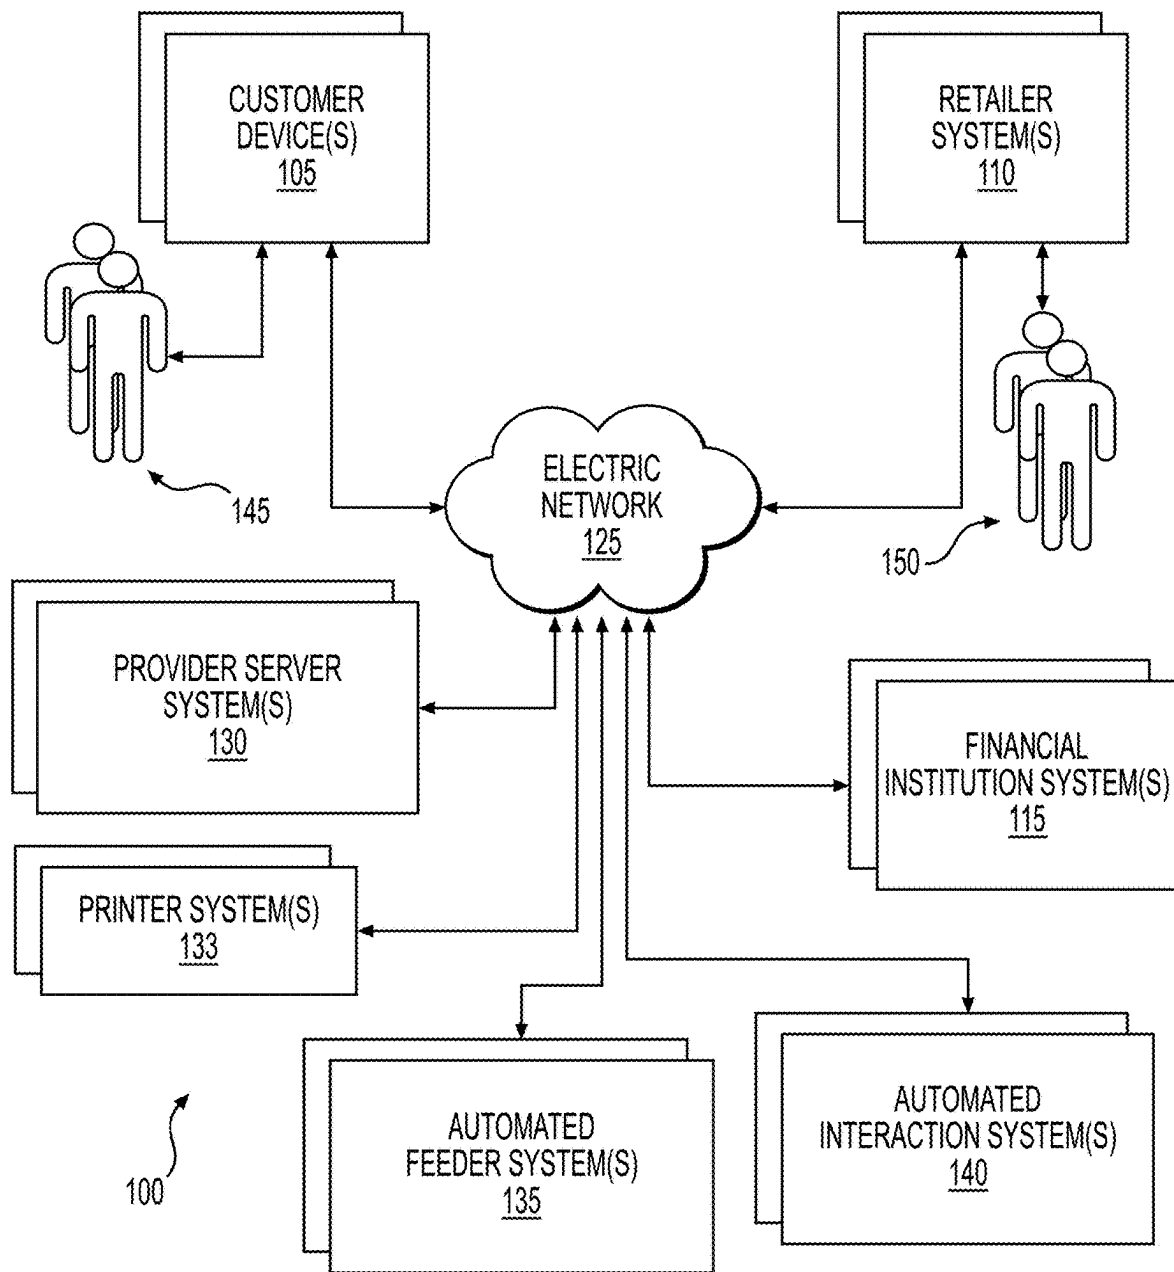 CUSTOMER
DEVICE(S)
105
RETAILER
SYSTEM(S)
110
145
ELECTRIC
NETWORK
125
150
PROVIDER SERVER
SYSTEM(S)
130
FINANCIAL
INSTITUTION SYSTEM(S)
115
PRINTER SYSTEM(S)
133
AUTOMATED
FEEDER SYSTEM(S)
135
AUTOMATED
INTERACTION SYSTEM(S)
140
100